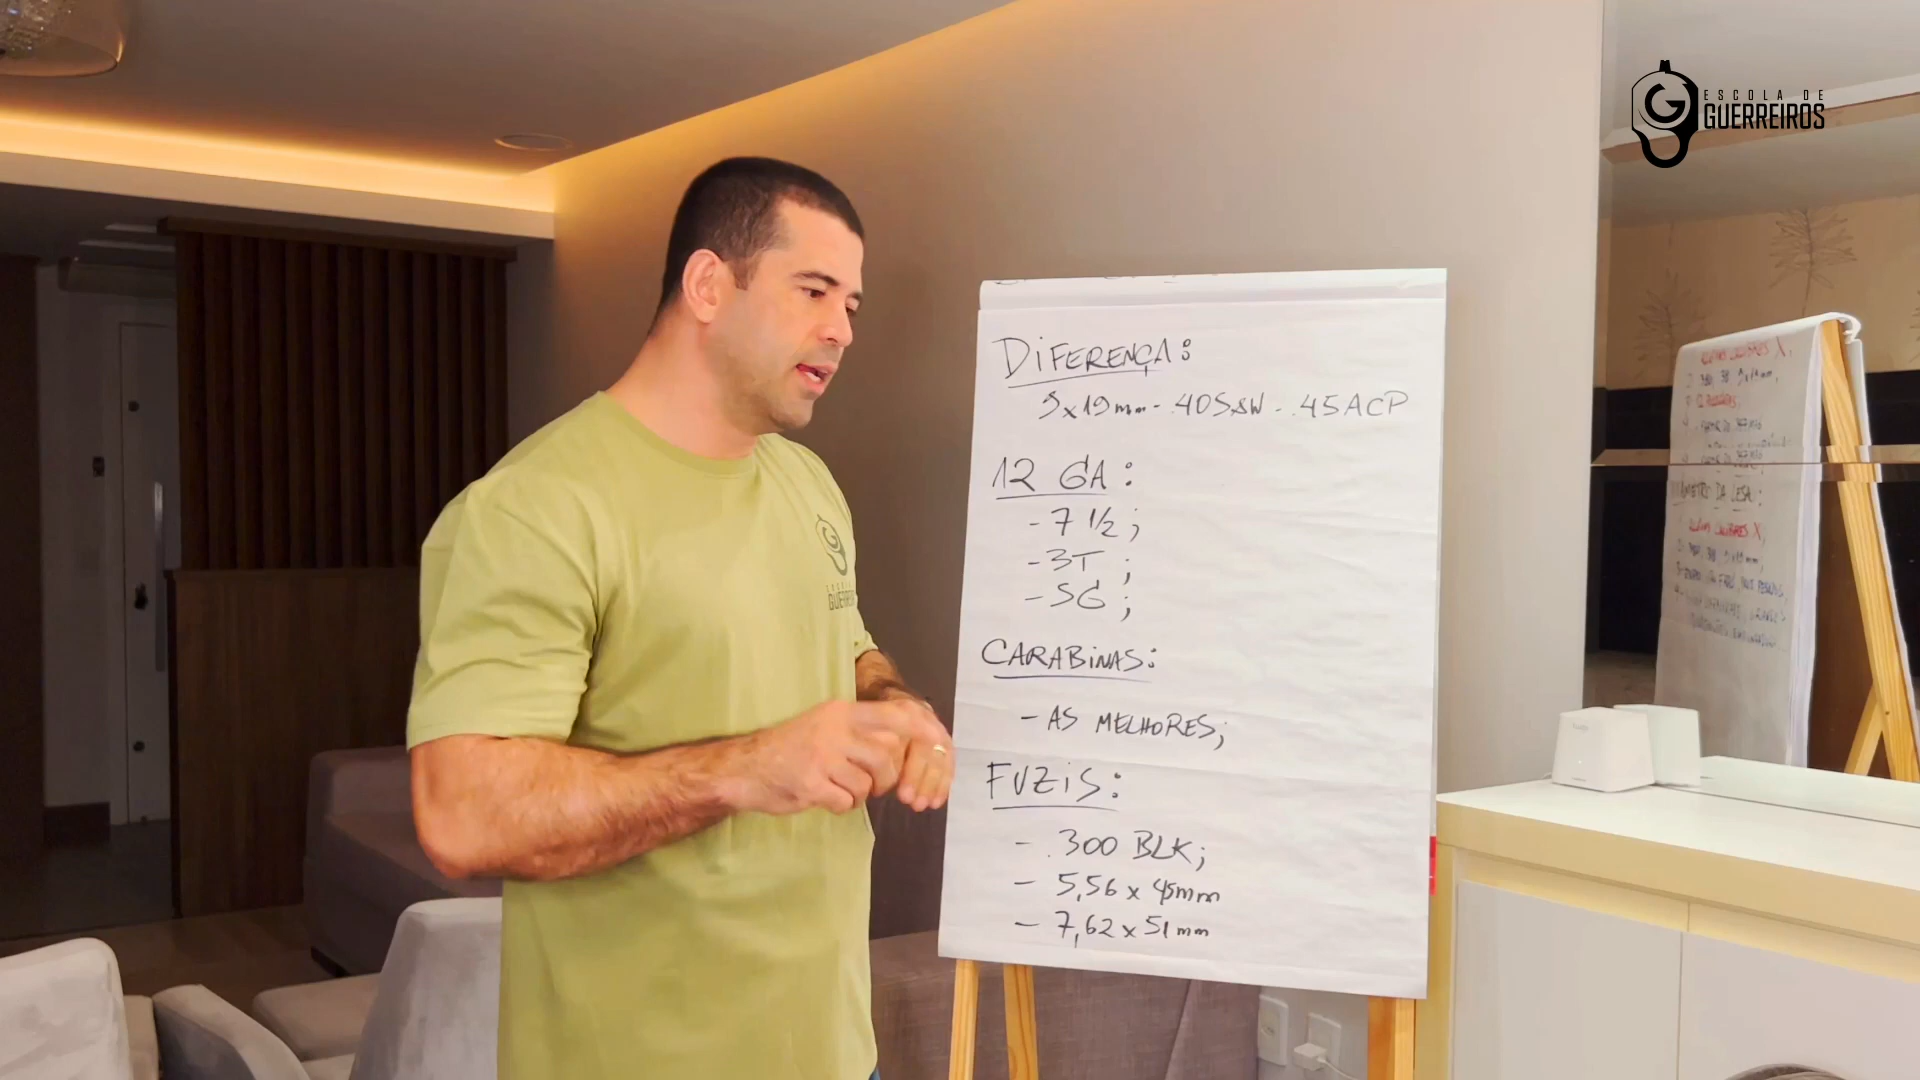 ESCOLA DE
GUERREIROS
DiFERENÇA:
9x19mm - .40S&W - .45ACP
12 GA:
- 7 1/2;
- 3T ;
- SG ;
CARABiNAS:
- AS MELHORES;
FUZiS:
- .300 BLK;
- 5,56 x 45mm
- 7,62 x 51mm
G